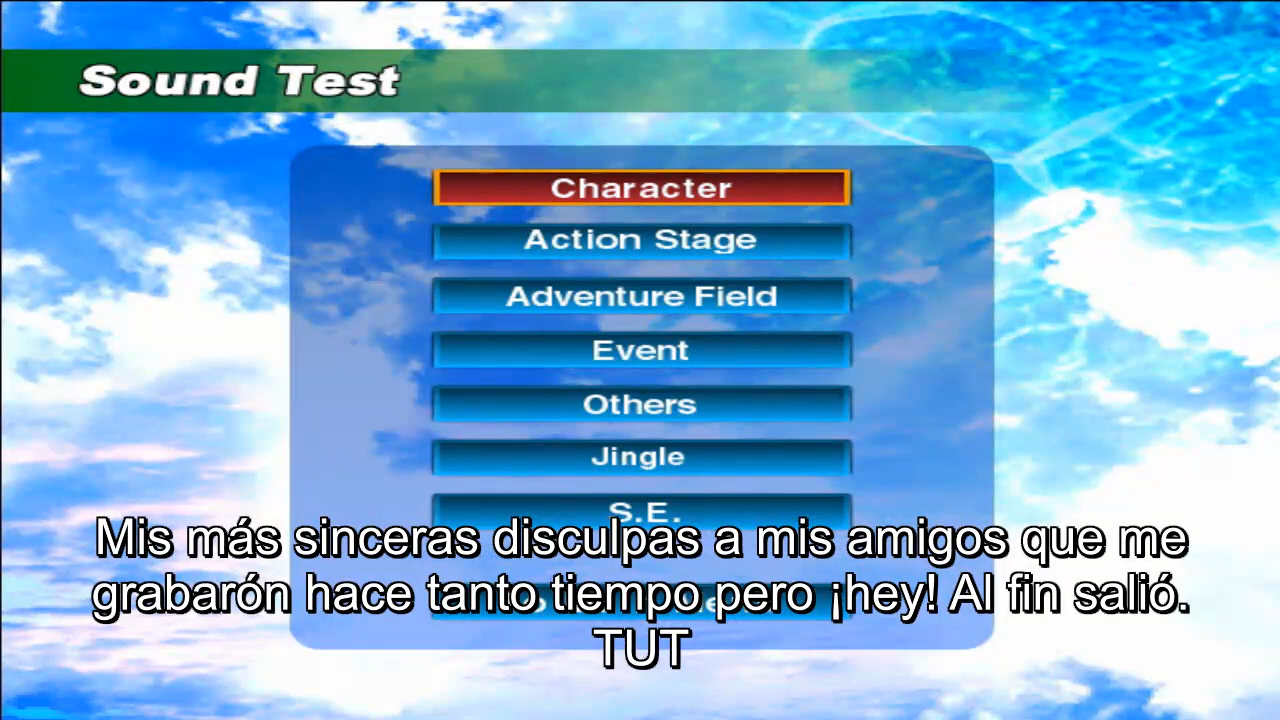 Sound Test
Character
Action Stage
Adventure Field
Event
Others
Jingle
S.E.
Mis más sinceras disculpas a mis amigos que me
grabarón hace tanto tiempo pero ¡hey! Al fin salió.
TUT